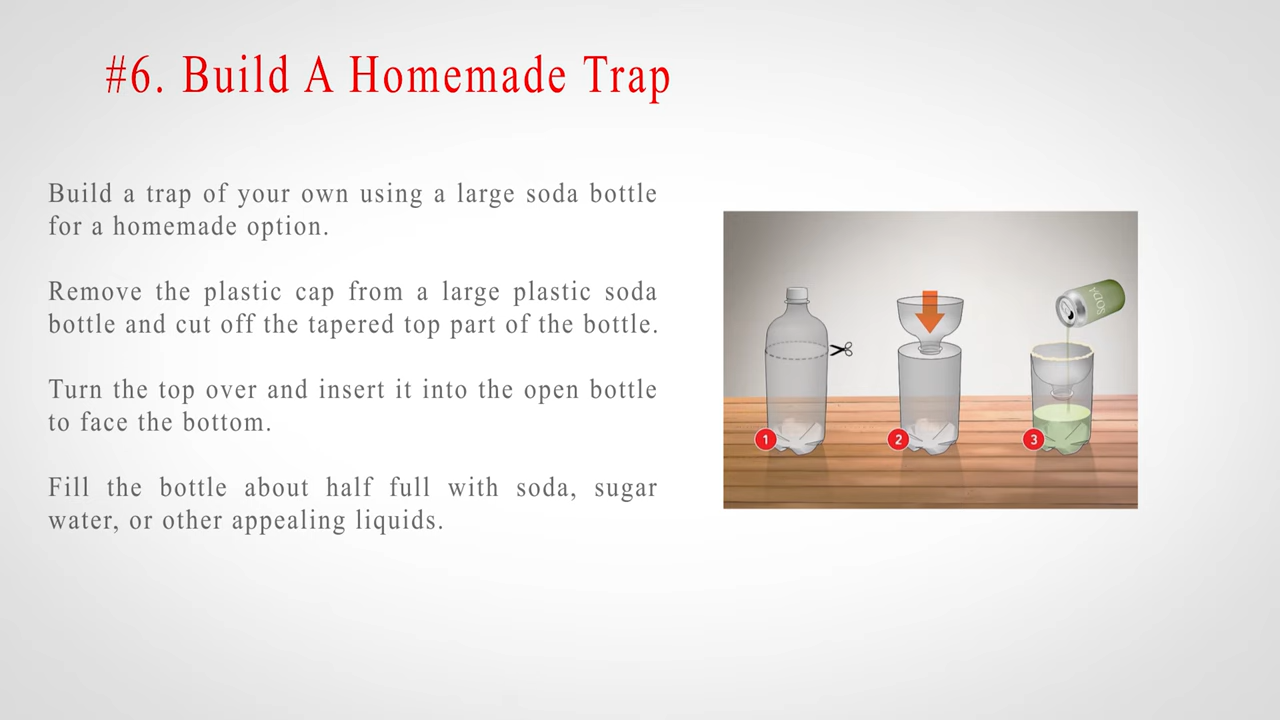 #6. Build A Homemade Trap
Build a trap of your own using a large soda bottle
for a homemade option.
Remove the plastic cap from a large plastic soda
bottle and cut off the tapered top part of the bottle.
Turn the top over and insert it into the open bottle
to face the bottom.
Fill the bottle about half full with soda, sugar
water, or other appealing liquids.
SODA
1
2
3